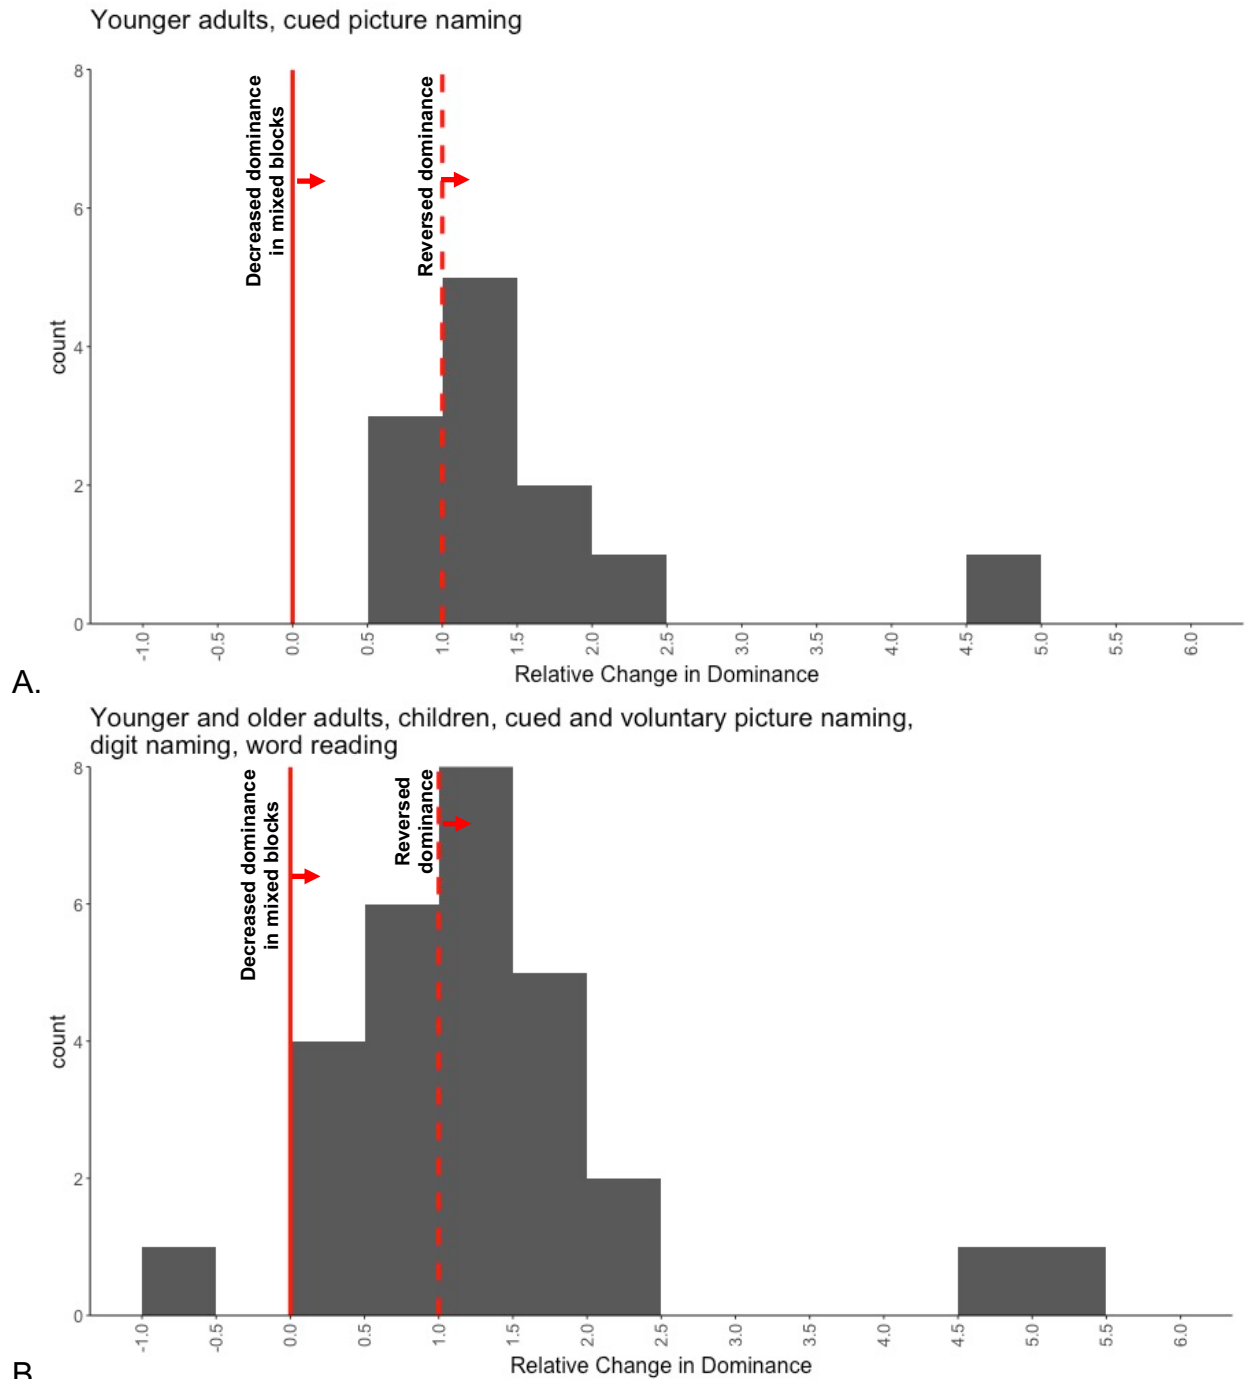 Younger adults, cued picture naming
8
6
4
2
0
count
Decreased dominance
in mixed blocks
Reversed dominance
-1.0
-0.5
0.0
0.5
1.0
1.5
2.0
2.5
3.0
3.5
4.0
4.5
5.0
5.5
6.0
Relative Change in Dominance
A.
Younger and older adults, children, cued and voluntary picture naming,
digit naming, word reading
8
6
4
2
0
count
Decreased dominance
in mixed blocks
Reversed
dominance
-1.0
-0.5
0.0
0.5
1.0
1.5
2.0
2.5
3.0
3.5
4.0
4.5
5.0
5.5
6.0
Relative Change in Dominance
B